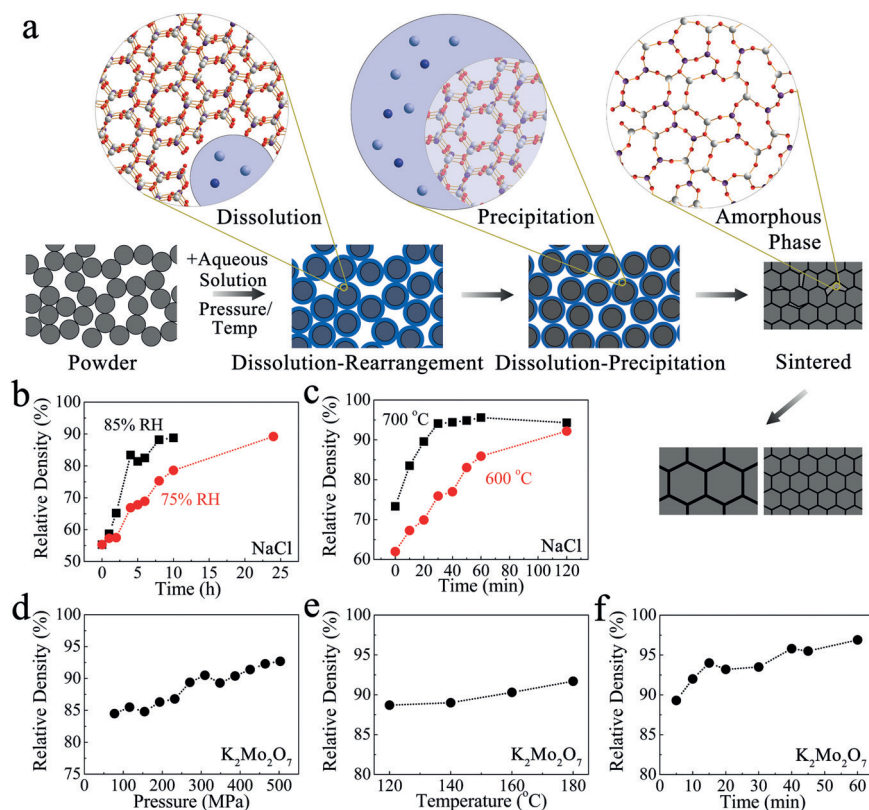 a
Dissolution
Precipitation
Amorphous
Phase
+Aqueous
Solution
Pressure/
Temp
Powder
Dissolution-Rearrangement
Dissolution-Precipitation
Sintered
b
Relative Density (%)
100
90
80
70
60
50
85% RH
75% RH
NaCl
0 5 10 15 20 25
Time (h)
c
Relative Density (%)
100
90
80
70
60
700 °C
600 °C
NaCl
0 20 40 60 80 100 120
Time (min)
d
Relative Density (%)
100
95
90
85
80
75
K₂Mo₂O₇
0 100 200 300 400 500
Pressure (MPa)
e
Relative Density (%)
100
95
90
85
80
K₂Mo₂O₇
120 140 160 180
Temperature (°C)
f
Relative Density (%)
100
95
90
85
80
K₂Mo₂O₇
0 10 20 30 40 50 60
Time (min)